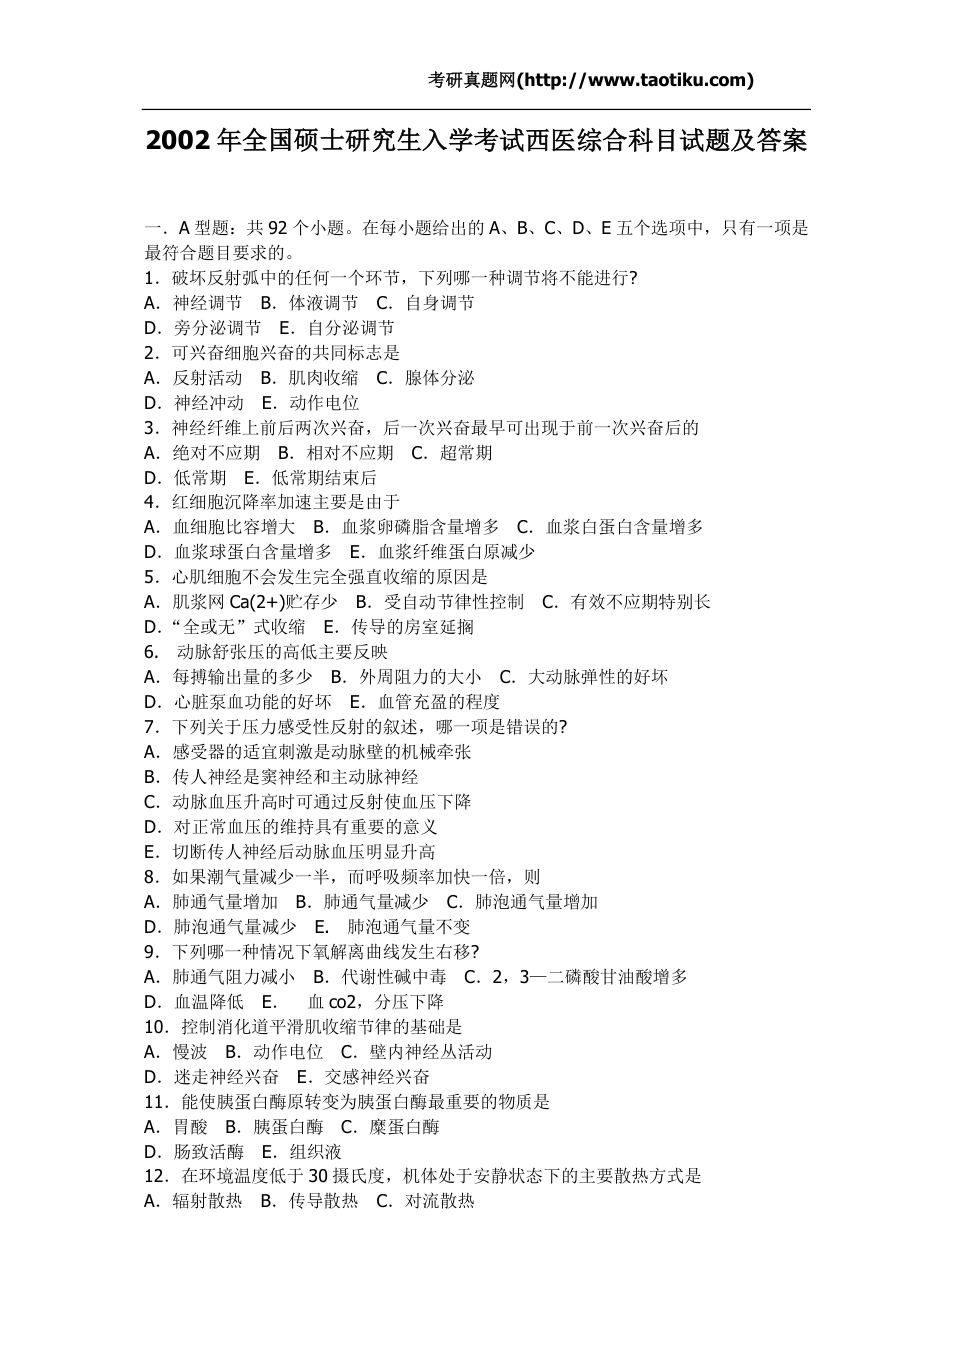 考研真题网(http://www.taotiku.com)
2002 年全国硕士研究生入学考试西医综合科目试题及答案
一．A 型题：共 92 个小题。在每小题给出的 A、B、C、D、E 五个选项中，只有一项是
最符合题目要求的。
1．破坏反射弧中的任何一个环节，下列哪一种调节将不能进行?
A．神经调节 B．体液调节 C．自身调节
D．旁分泌调节 E．自分泌调节
2．可兴奋细胞兴奋的共同标志是
A．反射活动 B．肌肉收缩 C．腺体分泌
D．神经冲动 E．动作电位
3．神经纤维上前后两次兴奋，后一次兴奋最早可出现于前一次兴奋后的
A．绝对不应期 B．相对不应期 C．超常期
D．低常期 E．低常期结束后
4．红细胞沉降率加速主要是由于
A．血细胞比容增大 B．血浆卵磷脂含量增多 C．血浆白蛋白含量增多
D．血浆球蛋白含量增多 E．血浆纤维蛋白原减少
5．心肌细胞不会发生完全强直收缩的原因是
A．肌浆网 Ca(2+)贮存少 B．受自动节律性控制 C．有效不应期特别长
D．“全或无”式收缩 E．传导的房室延搁
6． 动脉舒张压的高低主要反映
A．每搏输出量的多少 B．外周阻力的大小 C．大动脉弹性的好坏
D．心脏泵血功能的好坏 E．血管充盈的程度
7．下列关于压力感受性反射的叙述，哪一项是错误的?
A．感受器的适宜刺激是动脉壁的机械牵张
B．传人神经是窦神经和主动脉神经
C．动脉血压升高时可通过反射使血压下降
D．对正常血压的维持具有重要的意义
E．切断传人神经后动脉血压明显升高
8．如果潮气量减少一半，而呼吸频率加快一倍，则
A．肺通气量增加 B．肺通气量减少 C．肺泡通气量增加
D．肺泡通气量减少 E． 肺泡通气量不变
9．下列哪一种情况下氧解离曲线发生右移?
A．肺通气阻力减小 B．代谢性碱中毒 C．2，3—二磷酸甘油酸增多
D．血温降低 E． 血 co2，分压下降
10．控制消化道平滑肌收缩节律的基础是
A．慢波 B．动作电位 C．壁内神经丛活动
D．迷走神经兴奋 E．交感神经兴奋
11．能使胰蛋白酶原转变为胰蛋白酶最重要的物质是
A．胃酸 B．胰蛋白酶 C．糜蛋白酶
D．肠致活酶 E．组织液
12．在环境温度低于 30 摄氏度，机体处于安静状态下的主要散热方式是
A．辐射散热 B．传导散热 C．对流散热